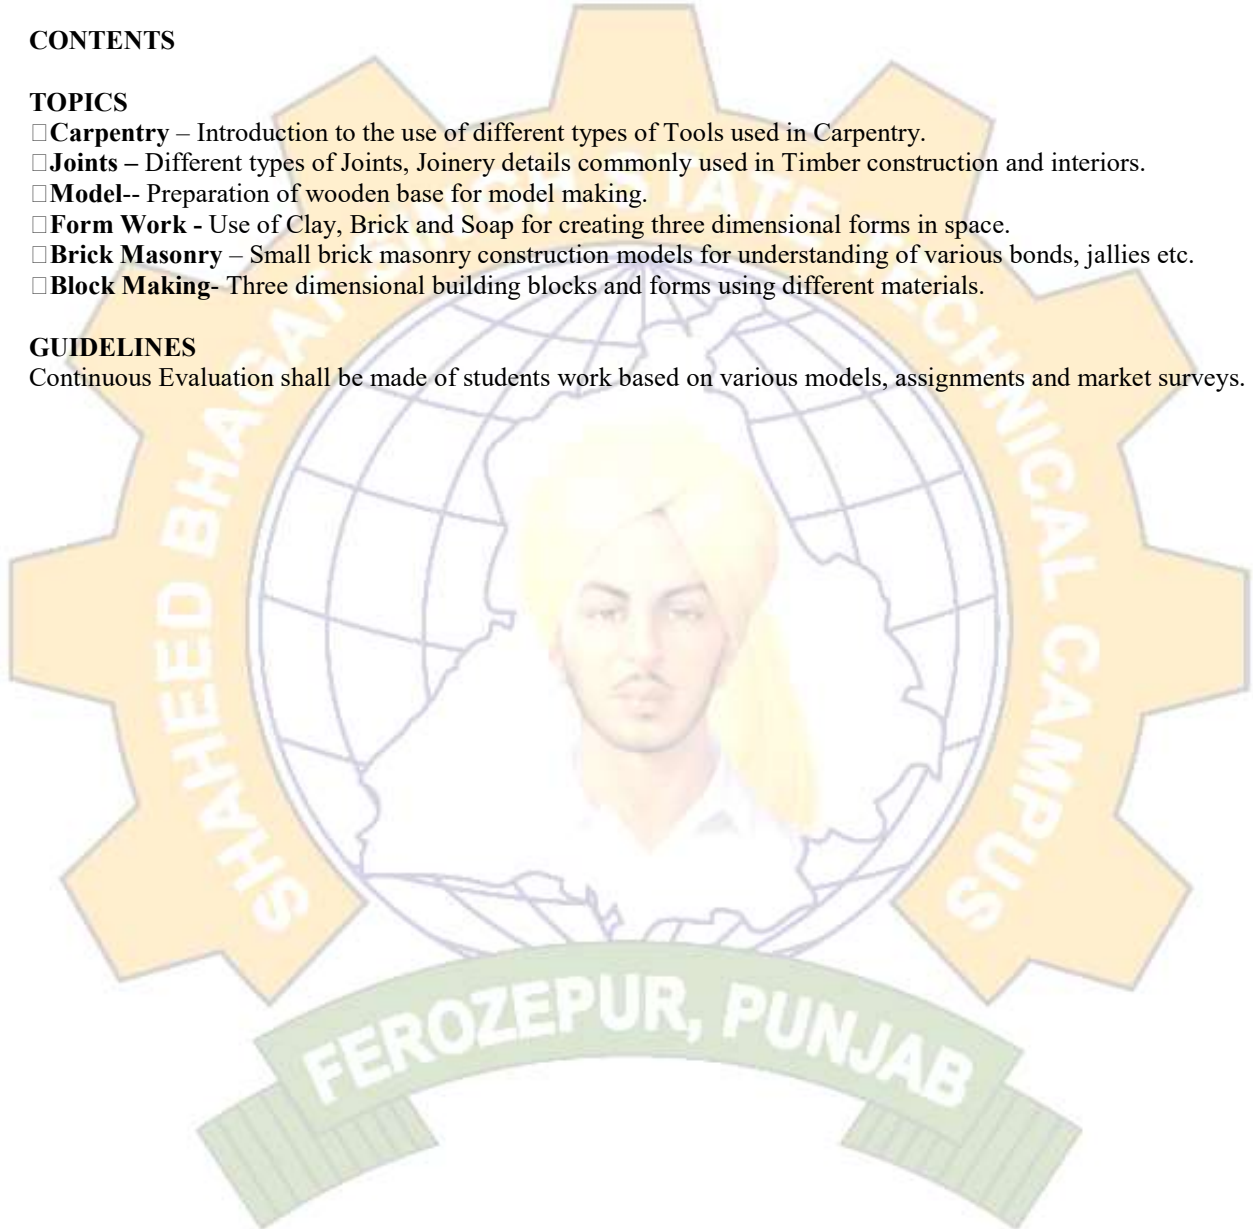 CONTENTS
TOPICS
□Carpentry – Introduction to the use of different types of Tools used in Carpentry.
□Joints – Different types of Joints, Joinery details commonly used in Timber construction and interiors.
□Model-- Preparation of wooden base for model making.
□Form Work - Use of Clay, Brick and Soap for creating three dimensional forms in space.
□Brick Masonry – Small brick masonry construction models for understanding of various bonds, jallies etc.
□Block Making- Three dimensional building blocks and forms using different materials.
GUIDELINES
Continuous Evaluation shall be made of students work based on various models, assignments and market surveys.
SHAHEED BHAGAT SINGH STATE TECHNICAL CAMPUS
FEROZEPUR, PUNJAB